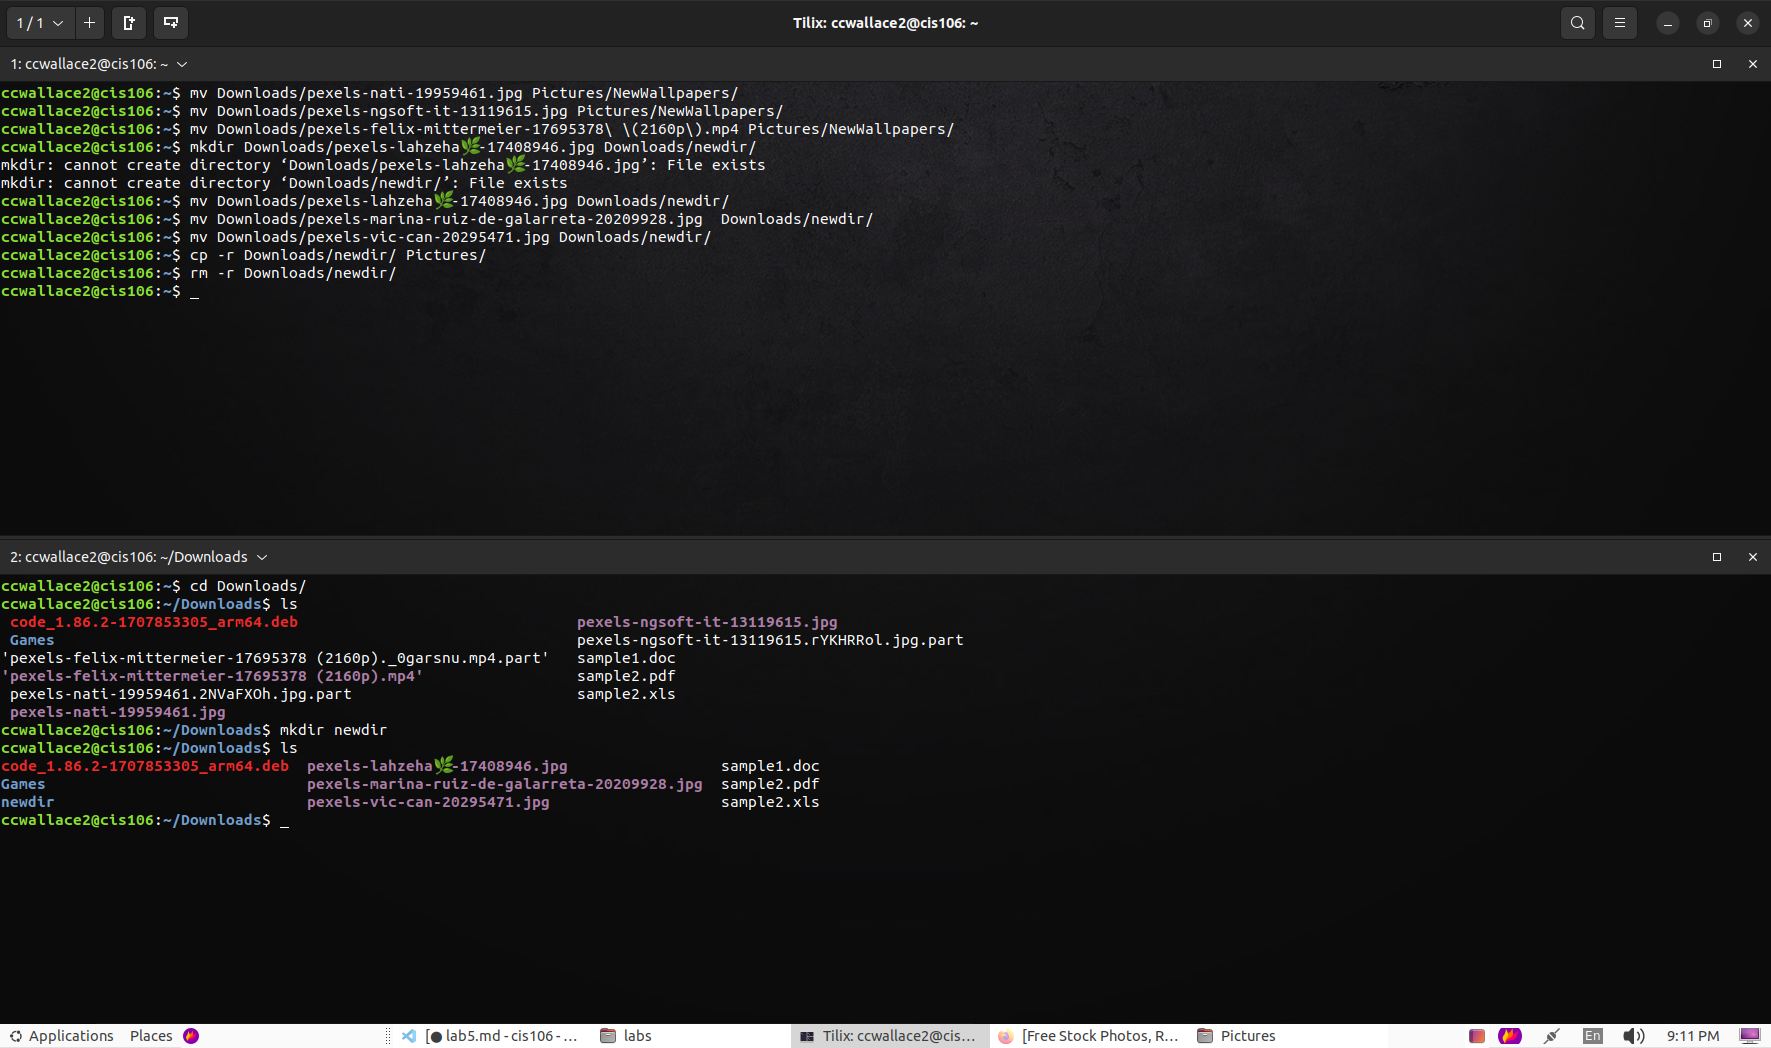 1 / 1
Tilix: ccwallace2@cis106: ~
1: ccwallace2@cis106: ~
ccwallace2@cis106:~$ mv Downloads/pexels-nati-19959461.jpg Pictures/NewWallpapers/
ccwallace2@cis106:~$ mv Downloads/pexels-ngsoft-it-13119615.jpg Pictures/NewWallpapers/
ccwallace2@cis106:~$ mv Downloads/pexels-felix-mittermeier-17695378\ \(2160p\).mp4 Pictures/NewWallpapers/
ccwallace2@cis106:~$ mkdir Downloads/pexels-lahzeha🌿-17408946.jpg Downloads/newdir/
mkdir: cannot create directory ‘Downloads/pexels-lahzeha🌿-17408946.jpg’: File exists
mkdir: cannot create directory ‘Downloads/newdir/’: File exists
ccwallace2@cis106:~$ mv Downloads/pexels-lahzeha🌿-17408946.jpg Downloads/newdir/
ccwallace2@cis106:~$ mv Downloads/pexels-marina-ruiz-de-galarreta-20209928.jpg  Downloads/newdir/
ccwallace2@cis106:~$ mv Downloads/pexels-vic-can-20295471.jpg Downloads/newdir/
ccwallace2@cis106:~$ cp -r Downloads/newdir/ Pictures/
ccwallace2@cis106:~$ rm -r Downloads/newdir/
ccwallace2@cis106:~$ _
2: ccwallace2@cis106: ~/Downloads
ccwallace2@cis106:~$ cd Downloads/
ccwallace2@cis106:~/Downloads$ ls
code_1.86.2-1707853305_arm64.deb pexels-ngsoft-it-13119615.jpg
Games pexels-ngsoft-it-13119615.rYKHRRol.jpg.part
'pexels-felix-mittermeier-17695378 (2160p)._0garsnu.mp4.part' sample1.doc
'pexels-felix-mittermeier-17695378 (2160p).mp4' sample2.pdf
pexels-nati-19959461.2NVaFXOh.jpg.part sample2.xls
pexels-nati-19959461.jpg
ccwallace2@cis106:~/Downloads$ mkdir newdir
ccwallace2@cis106:~/Downloads$ ls
code_1.86.2-1707853305_arm64.deb pexels-lahzeha🌿-17408946.jpg sample1.doc
Games pexels-marina-ruiz-de-galarreta-20209928.jpg sample2.pdf
newdir pexels-vic-can-20295471.jpg sample2.xls
ccwallace2@cis106:~/Downloads$ _
Applications Places [● lab5.md - cis106 - ... labs Tilix: ccwallace2@cis... [Free Stock Photos, R... Pictures En 9:11 PM